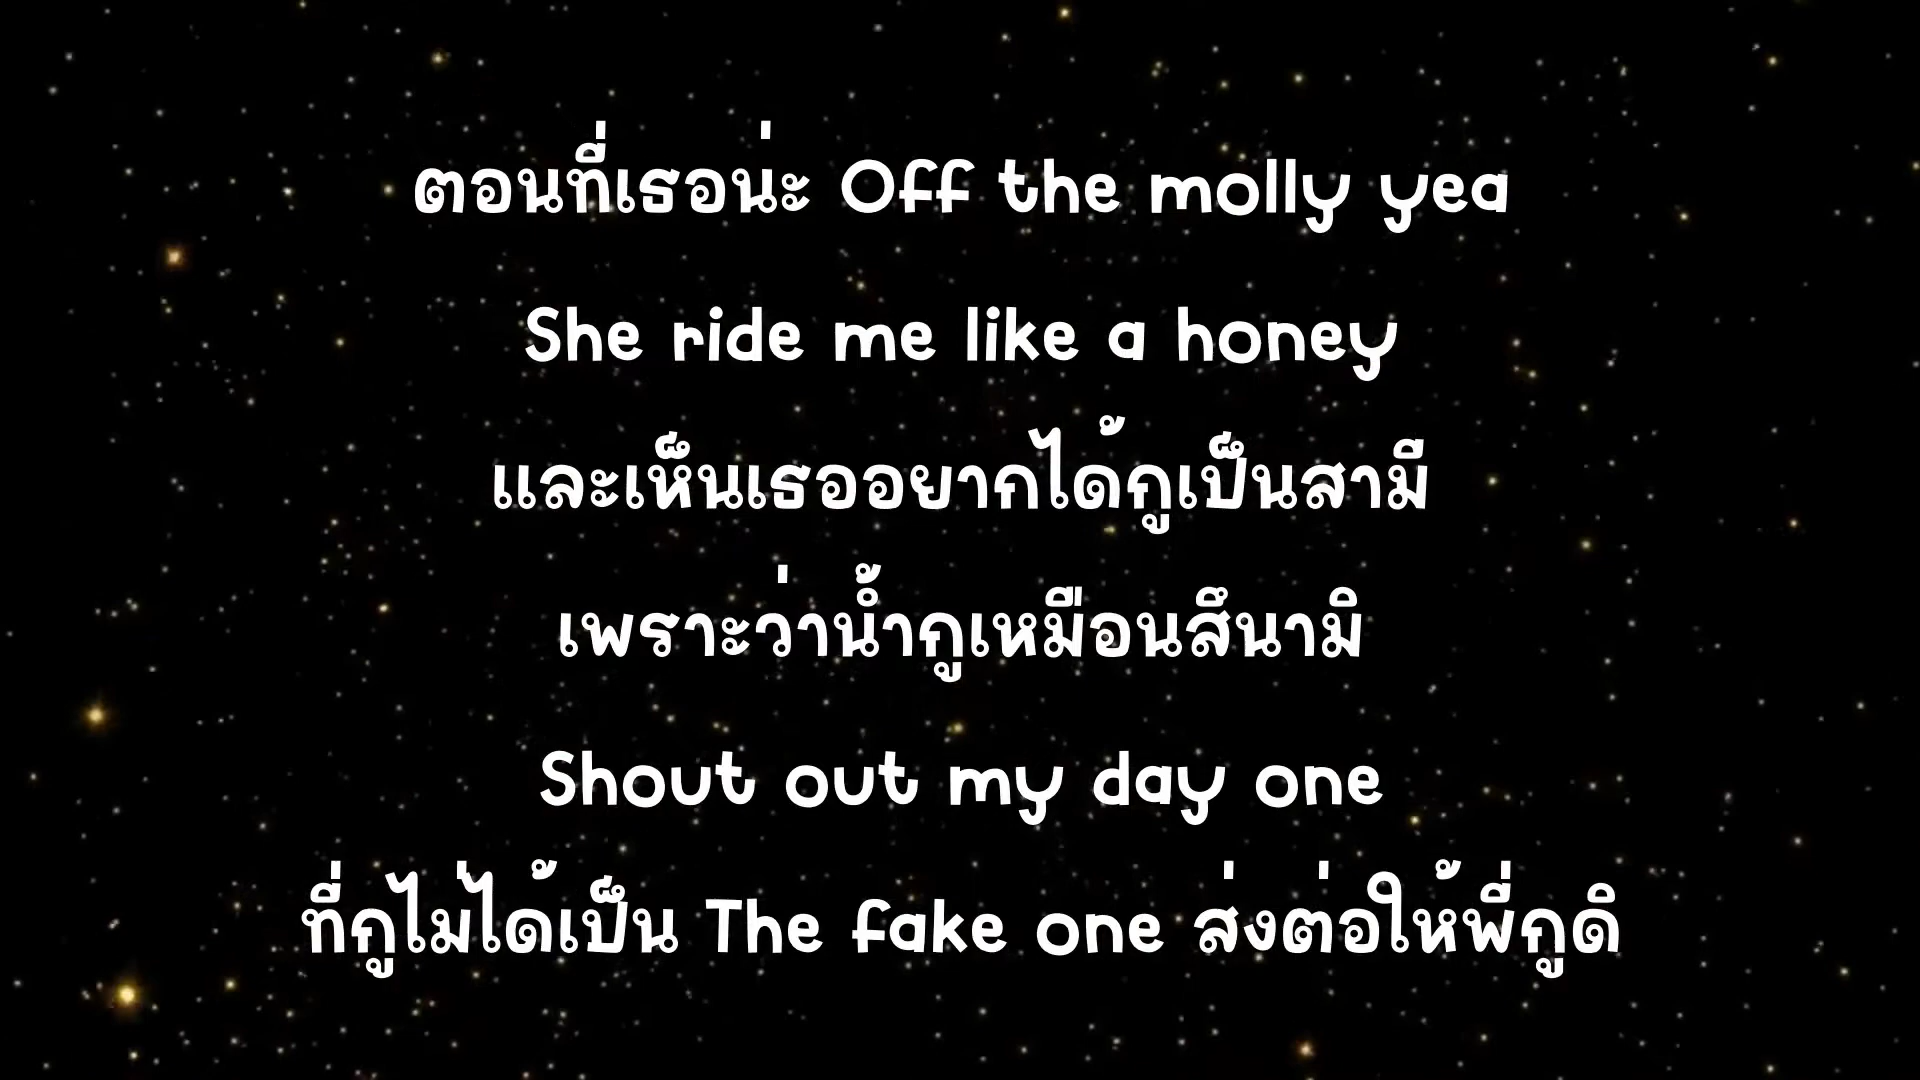 ตอนที่เธอน่ะ Off the molly yea
She ride me like a honey
และเห็นเธออยากได้กูเป็นสามี
เพราะว่าน้ำกูเหมือนสึนามิ
Shout out my day one
ที่กูไม่ได้เป็น The fake one ส่งต่อให้พี่กูดิ